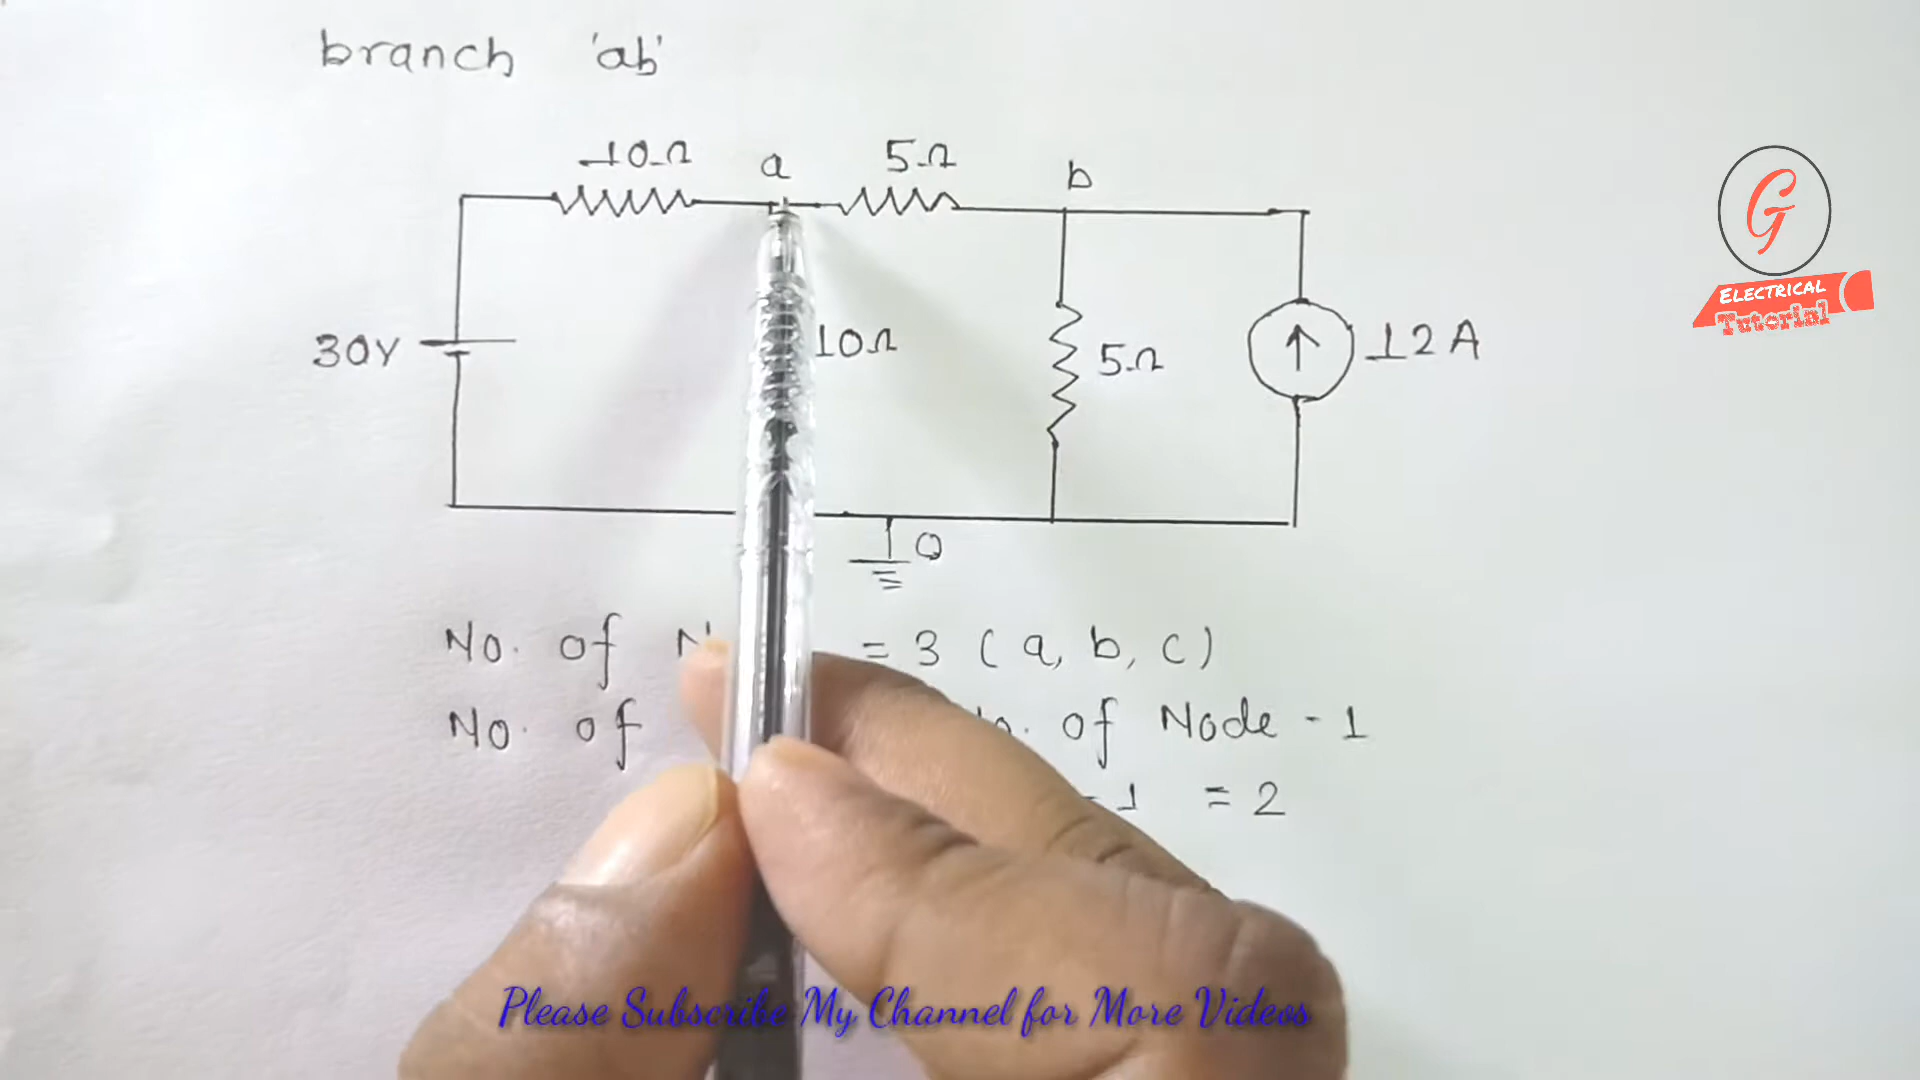 branch 'ab'
10Ω a 5Ω b
30V 10Ω 5Ω 12A
0
No. of = 3 (a, b, c)
No. of of Node - 1
- 1 = 2
G
ELECTRICAL
Tutorial
Please Subscribe My Channel for More Videos